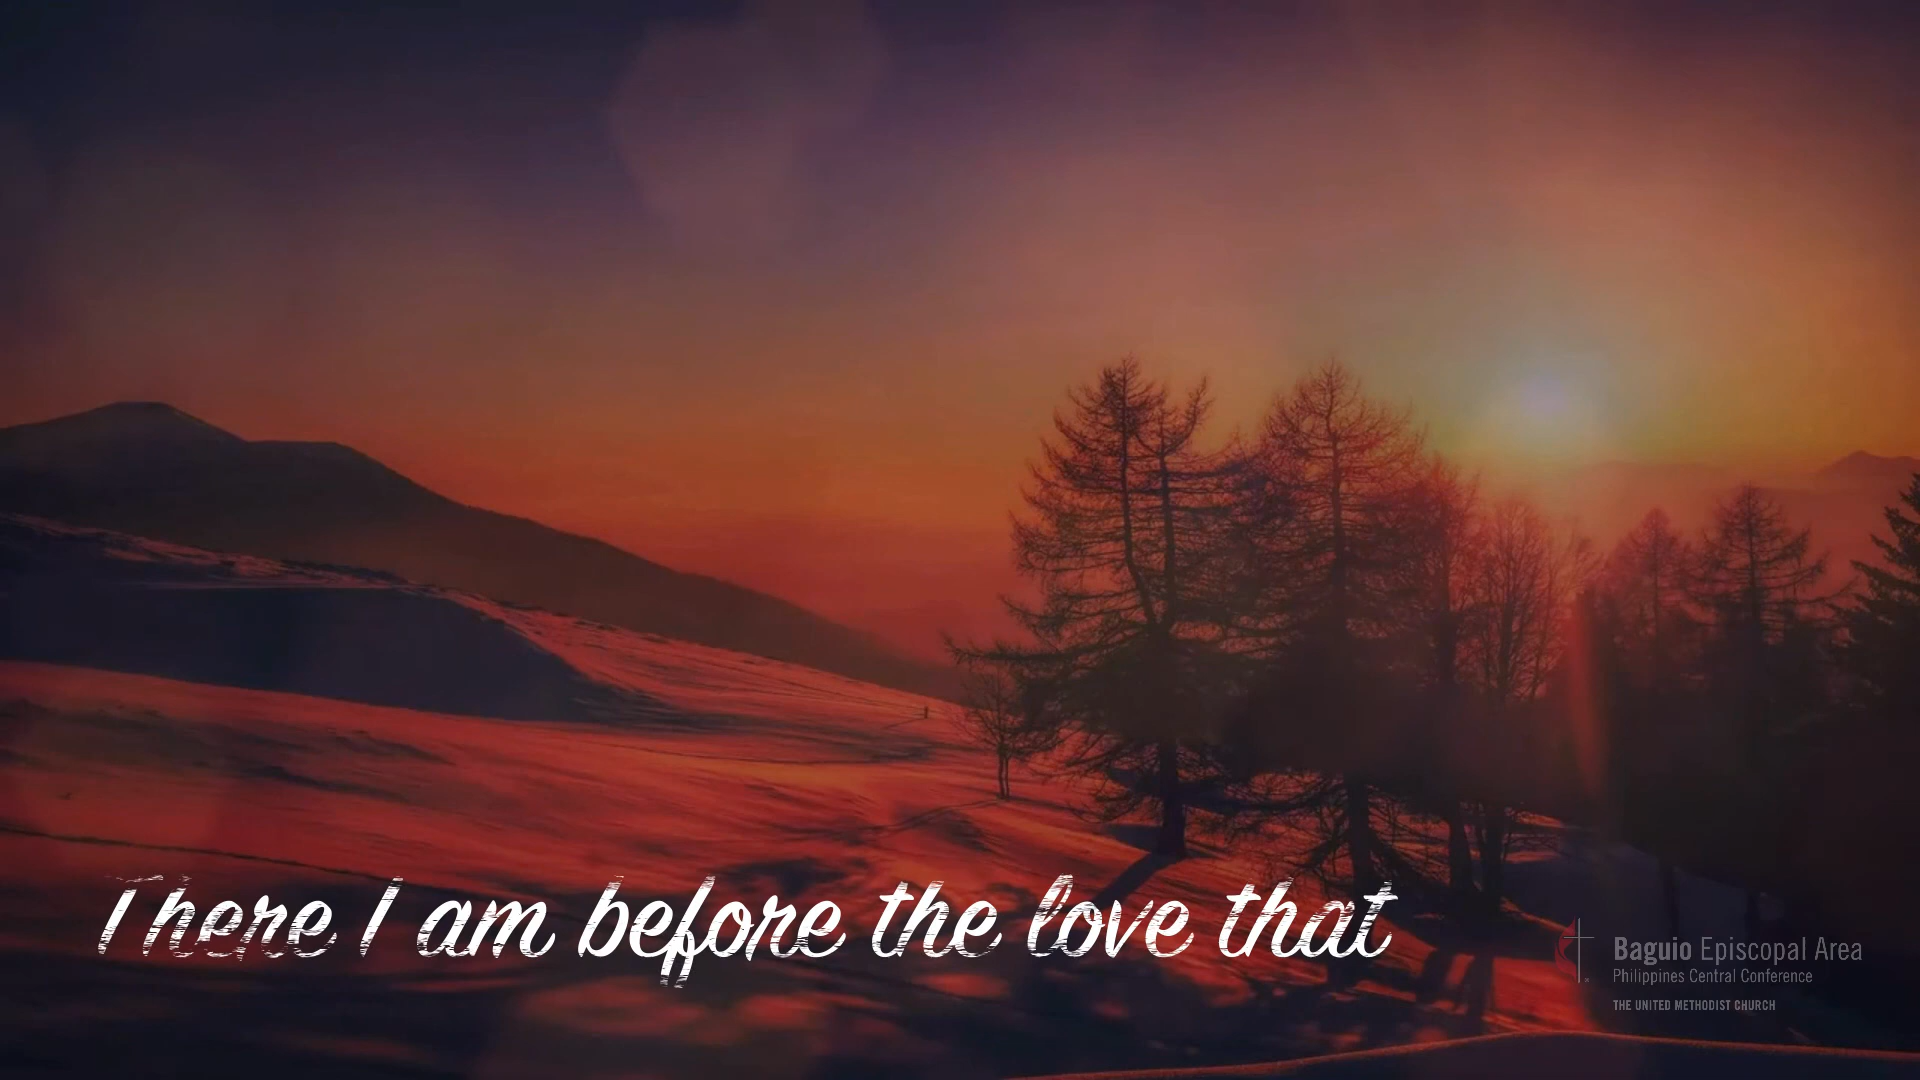 There I am before the love that
Baguio Episcopal Area
Philippines Central Conference
THE UNITED METHODIST CHURCH